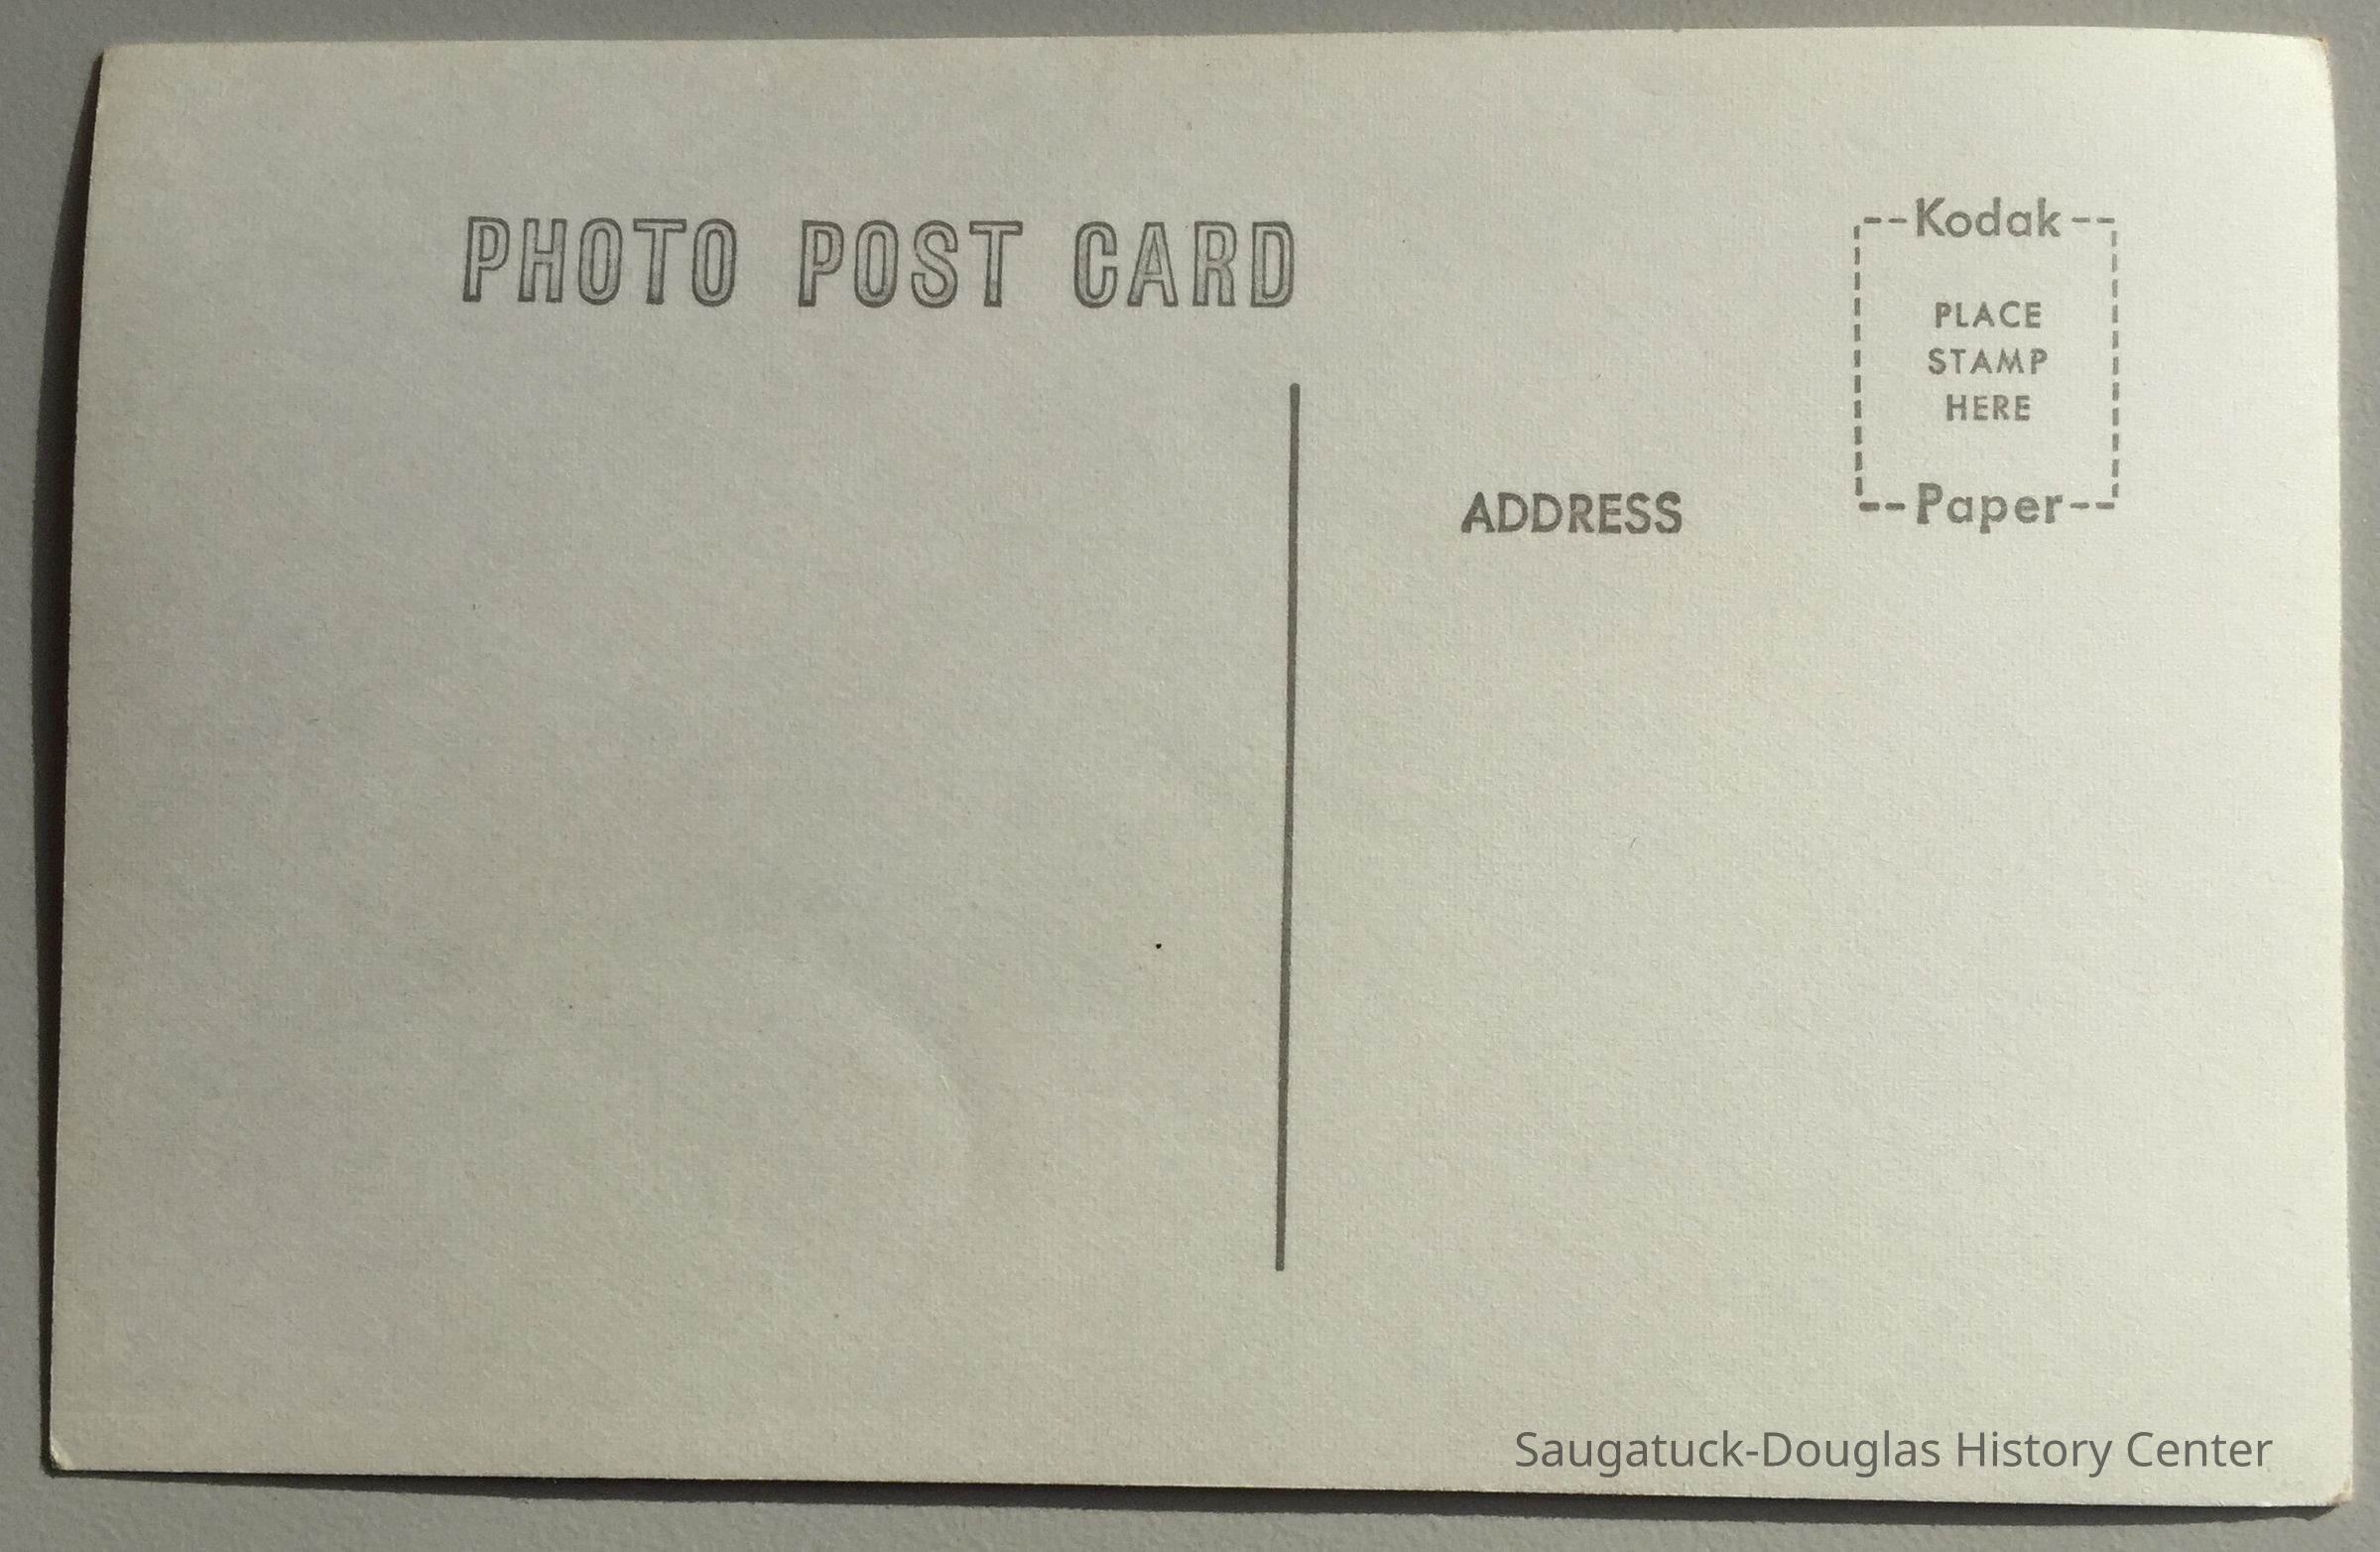 PHOTO POST CARD
--Kodak--
PLACE
STAMP
HERE
--Paper--
ADDRESS
Saugatuck-Douglas History Center